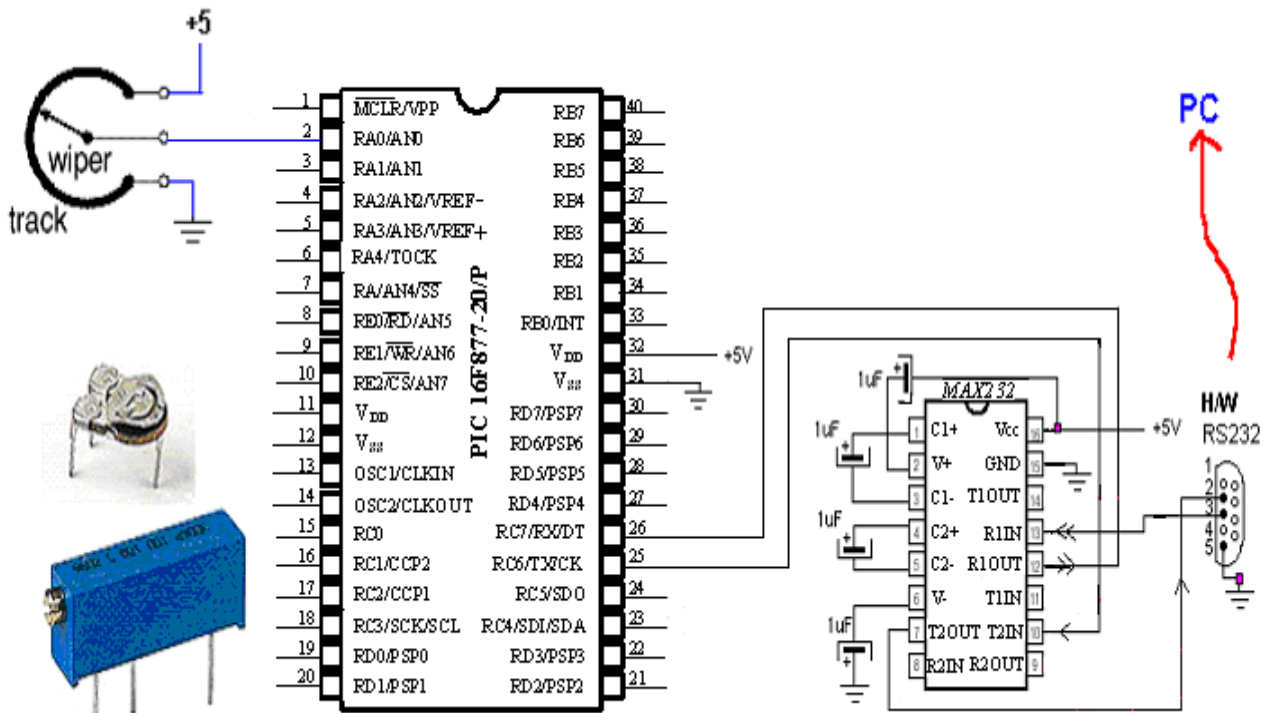 +5
wiper
track
PIC 16F877-20/P
1 MCLR/VPP
2 RA0/AN0
3 RA1/AN1
4 RA2/AN2/VREF-
5 RA3/AN3/VREF+
6 RA4/TOCK
7 RA/AN4/SS
8 RE0/RD/AN5
9 RE1/WR/AN6
10 RE2/CS/AN7
11 VDD
12 VSS
13 OSC1/CLKIN
14 OSC2/CLKOUT
15 RC0
16 RC1/CCP2
17 RC2/CCP1
18 RC3/SCK/SCL
19 RD0/PSP0
20 RD1/PSP1
RB7 40
RB6 39
RB5 38
RB4 37
RB3 36
RB2 35
RB1 34
RB0/INT 33
VDD 32
+5V
VSS 31
RD7/PSP7 30
RD6/PSP6 29
RD5/PSP5 28
RD4/PSP4 27
RC7/RX/DT 26
RC6/TX/CK 25
RC5/SDO 24
RC4/SDI/SDA 23
RD3/PSP3 22
RD2/PSP2 21
1uF
MAX232
1uF
1uF
1uF
1 C1+ Vcc 16
+5V
2 V+ GND 15
3 C1- T1OUT 14
4 C2+ R1IN 13
5 C2- R1OUT 12
6 V- T1IN 11
7 T2OUT T2IN 10
8 R2IN R2OUT 9
PC
H/W
RS232
1
2
3
4
5